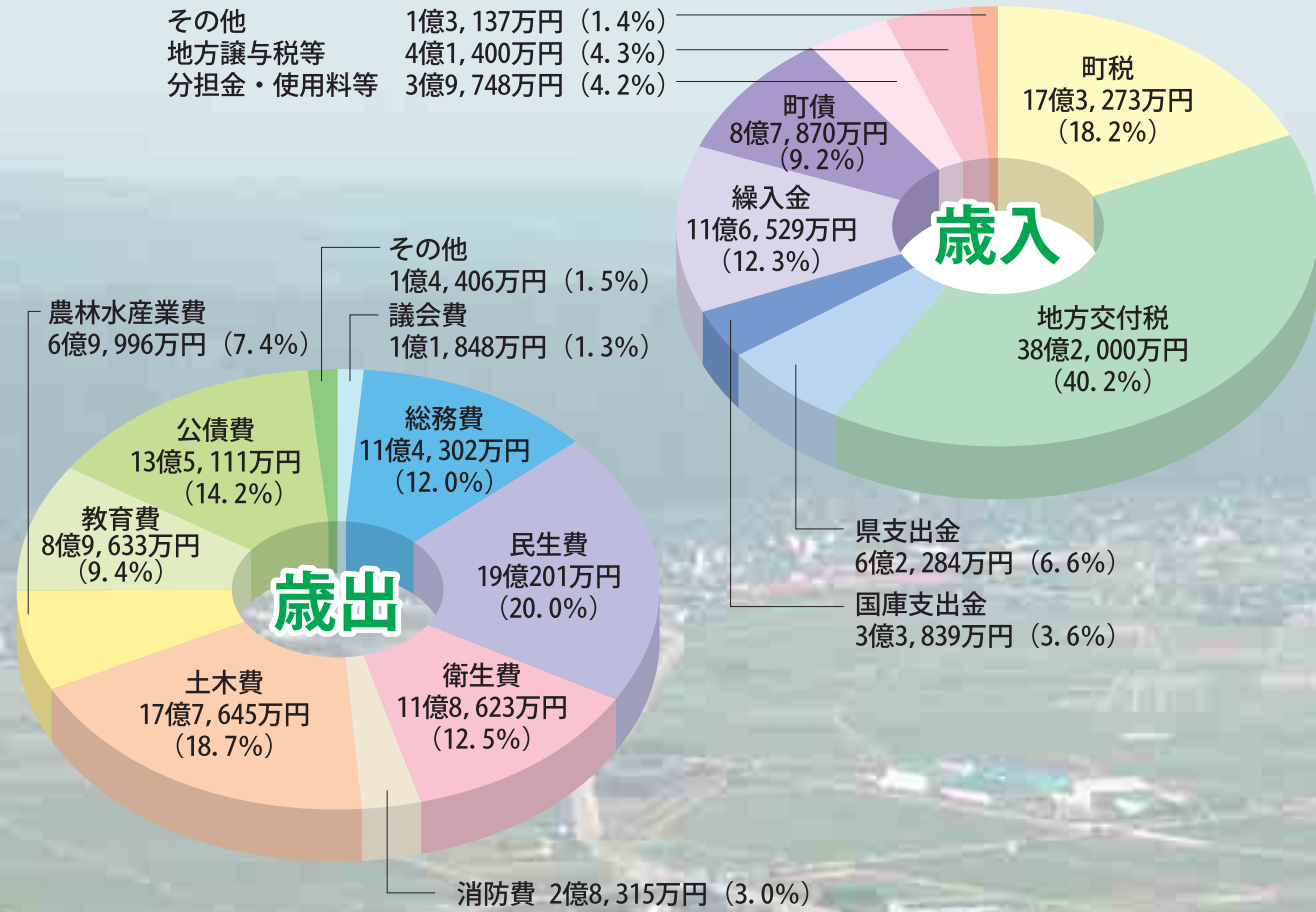 その他 1億3,137万円（1.4%）
地方譲与税等 4億1,400万円（4.3%）
分担金・使用料等 3億9,748万円（4.2%）
町税
17億3,273万円
（18.2%）
町債
8億7,870万円
（9.2%）
繰入金
11億6,529万円
（12.3%）
歳入
地方交付税
38億2,000万円
（40.2%）
県支出金
6億2,284万円（6.6%）
国庫支出金
3億3,839万円（3.6%）
その他
1億4,406万円（1.5%）
議会費
1億1,848万円（1.3%）
農林水産業費
6億9,996万円（7.4%）
総務費
11億4,302万円
（12.0%）
公債費
13億5,111万円
（14.2%）
教育費
8億9,633万円
（9.4%）
民生費
19億201万円
（20.0%）
歳出
土木費
17億7,645万円
（18.7%）
衛生費
11億8,623万円
（12.5%）
消防費 2億8,315万円（3.0%）